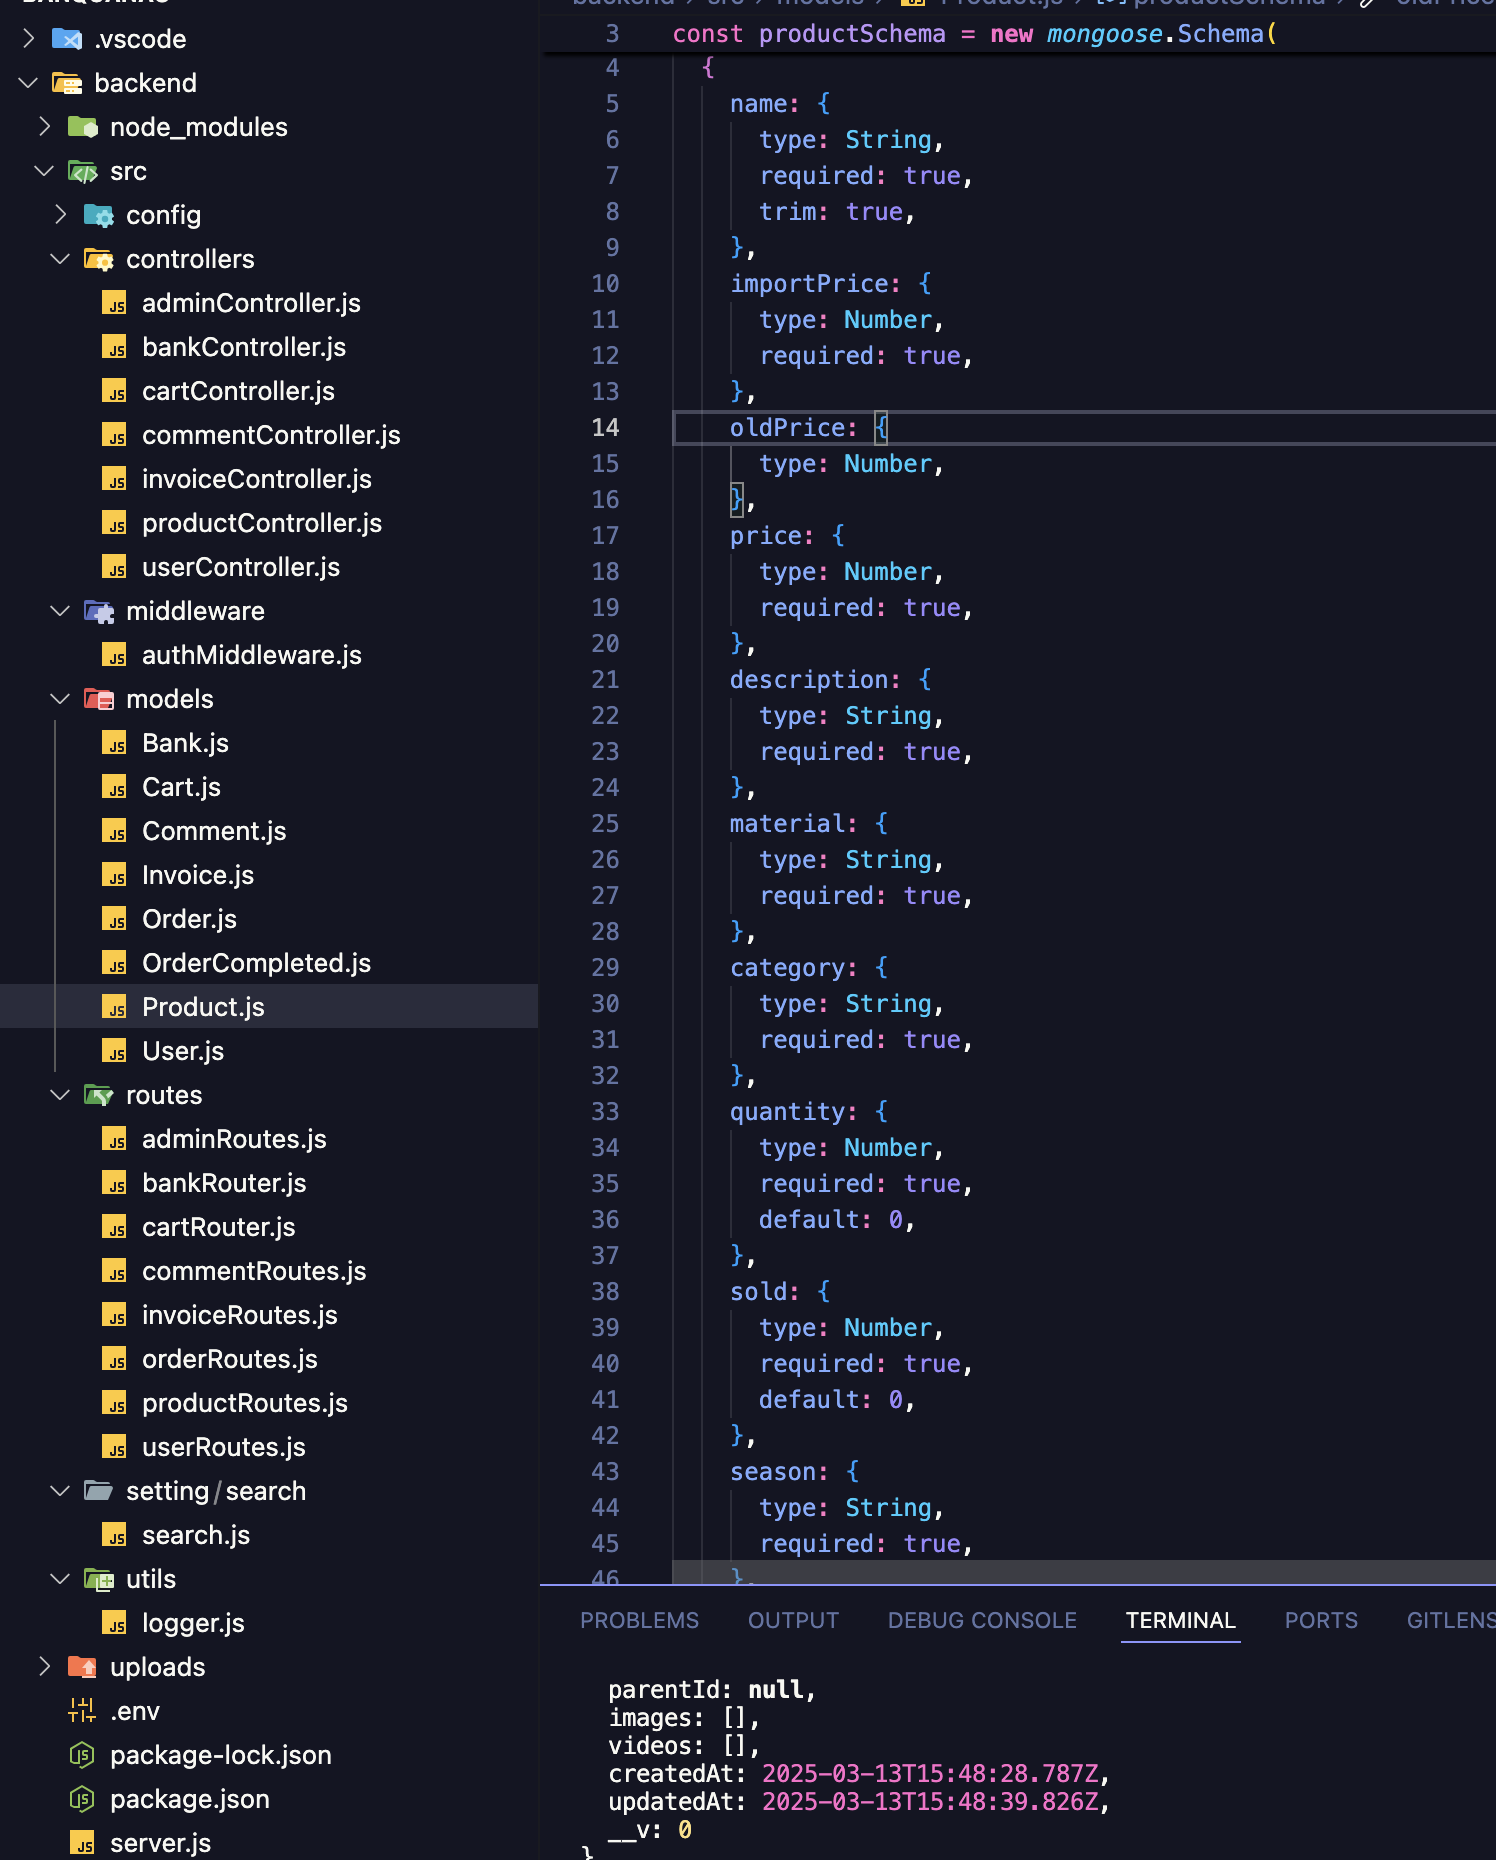 .vscode
backend
node_modules
src
config
controllers
adminController.js
bankController.js
cartController.js
commentController.js
invoiceController.js
productController.js
userController.js
middleware
authMiddleware.js
models
Bank.js
Cart.js
Comment.js
Invoice.js
Order.js
OrderCompleted.js
Product.js
User.js
routes
adminRoutes.js
bankRouter.js
cartRouter.js
commentRoutes.js
invoiceRoutes.js
orderRoutes.js
productRoutes.js
userRoutes.js
setting/search
search.js
utils
logger.js
uploads
.env
package-lock.json
package.json
server.js
3 const productSchema = new mongoose.Schema(
4 {
5 name: {
6 type: String,
7 required: true,
8 trim: true,
9 },
10 importPrice: {
11 type: Number,
12 required: true,
13 },
14 oldPrice: {
15 type: Number,
16 },
17 price: {
18 type: Number,
19 required: true,
20 },
21 description: {
22 type: String,
23 required: true,
24 },
25 material: {
26 type: String,
27 required: true,
28 },
29 category: {
30 type: String,
31 required: true,
32 },
33 quantity: {
34 type: Number,
35 required: true,
36 default: 0,
37 },
38 sold: {
39 type: Number,
40 required: true,
41 default: 0,
42 },
43 season: {
44 type: String,
45 required: true,
46 },
PROBLEMS OUTPUT DEBUG CONSOLE TERMINAL PORTS GITLENS
parentId: null,
images: [],
videos: [],
createdAt: 2025-03-13T15:48:28.787Z,
updatedAt: 2025-03-13T15:48:39.826Z,
__v: 0
}